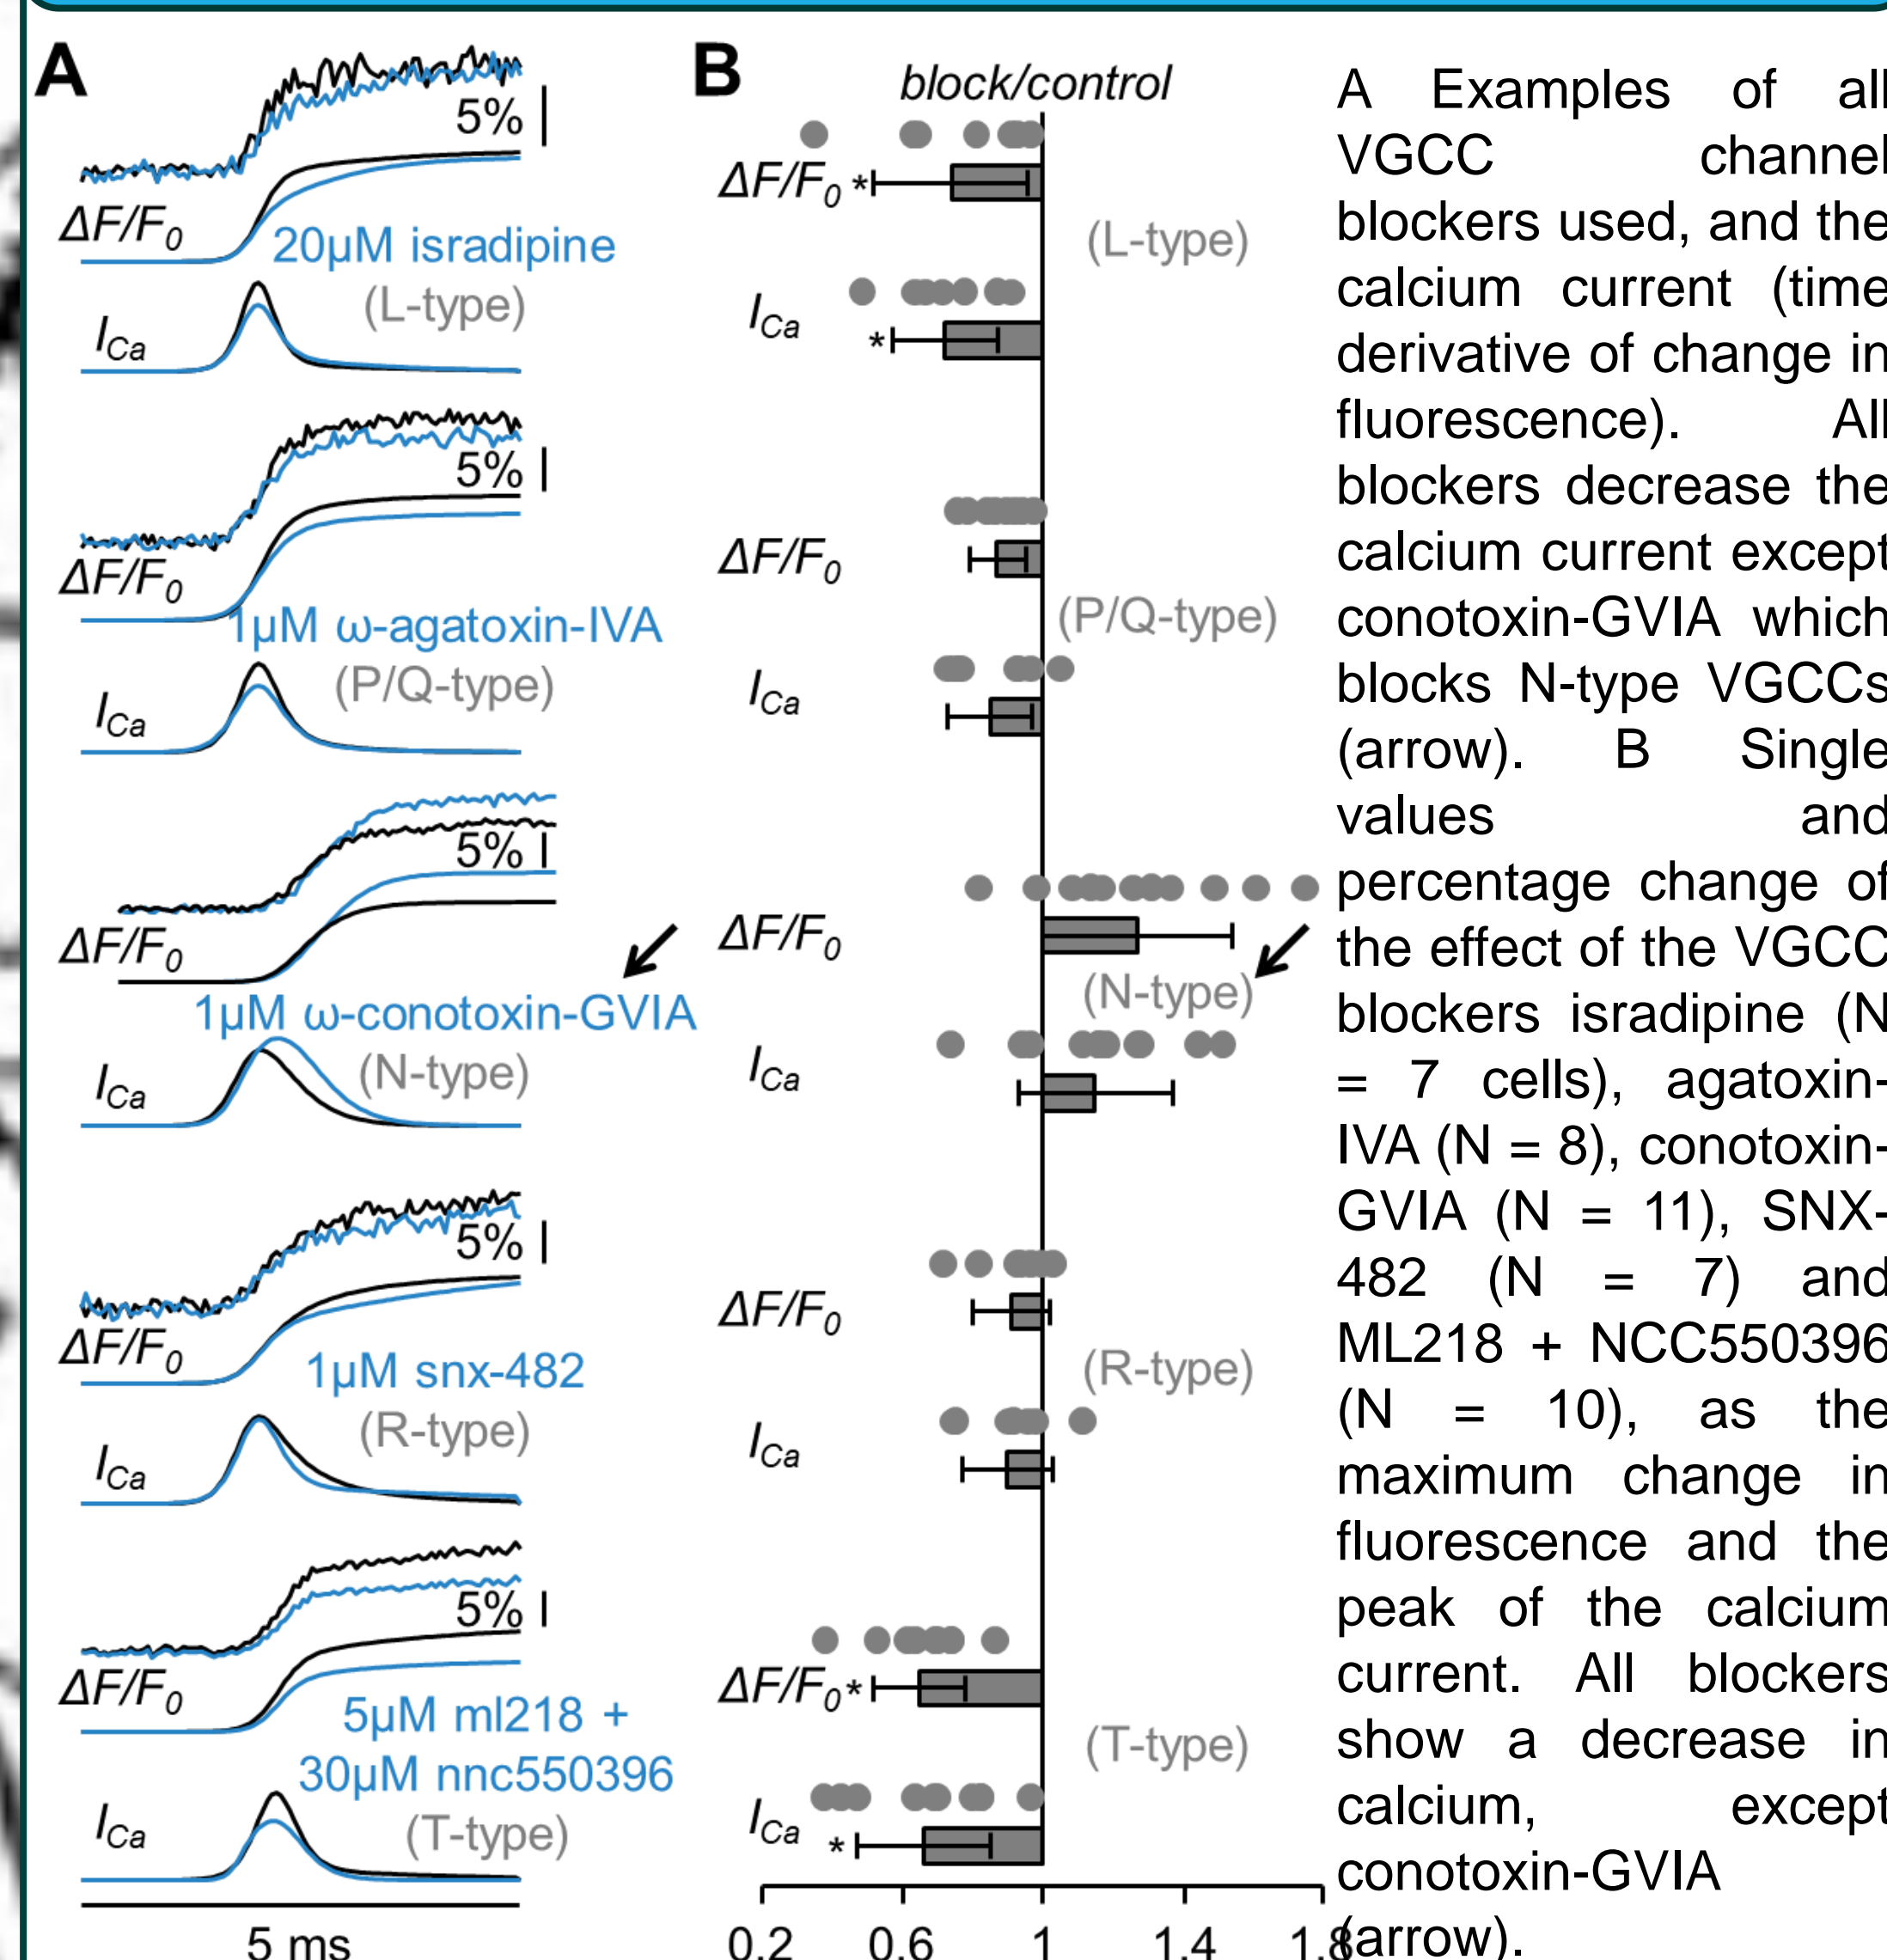 A
5%
ΔF/F0
20µM isradipine
(L-type)
ICa
5%
ΔF/F0
1µM ω-agatoxin-IVA
(P/Q-type)
ICa
5%
ΔF/F0
1µM ω-conotoxin-GVIA
(N-type)
ICa
5%
ΔF/F0
1µM snx-482
(R-type)
ICa
5%
ΔF/F0
5µM ml218 +
30µM nnc550396
(T-type)
ICa
5 ms
B
block/control
ΔF/F0 *
(L-type)
ICa
*
ΔF/F0
(P/Q-type)
ICa
ΔF/F0
(N-type)
ICa
ΔF/F0
(R-type)
ICa
ΔF/F0 *
(T-type)
ICa
*
0.2 0.6 1 1.4 1.8
A Examples of all
VGCC channel
blockers used, and the
calcium current (time
derivative of change in
fluorescence). All
blockers decrease the
calcium current except
conotoxin-GVIA which
blocks N-type VGCCs
(arrow). B Single
values and
percentage change of
the effect of the VGCC
blockers isradipine (N
= 7 cells), agatoxin-
IVA (N = 8), conotoxin-
GVIA (N = 11), SNX-
482 (N = 7) and
ML218 + NCC550396
(N = 10), as the
maximum change in
fluorescence and the
peak of the calcium
current. All blockers
show a decrease in
calcium, except
conotoxin-GVIA
(arrow).